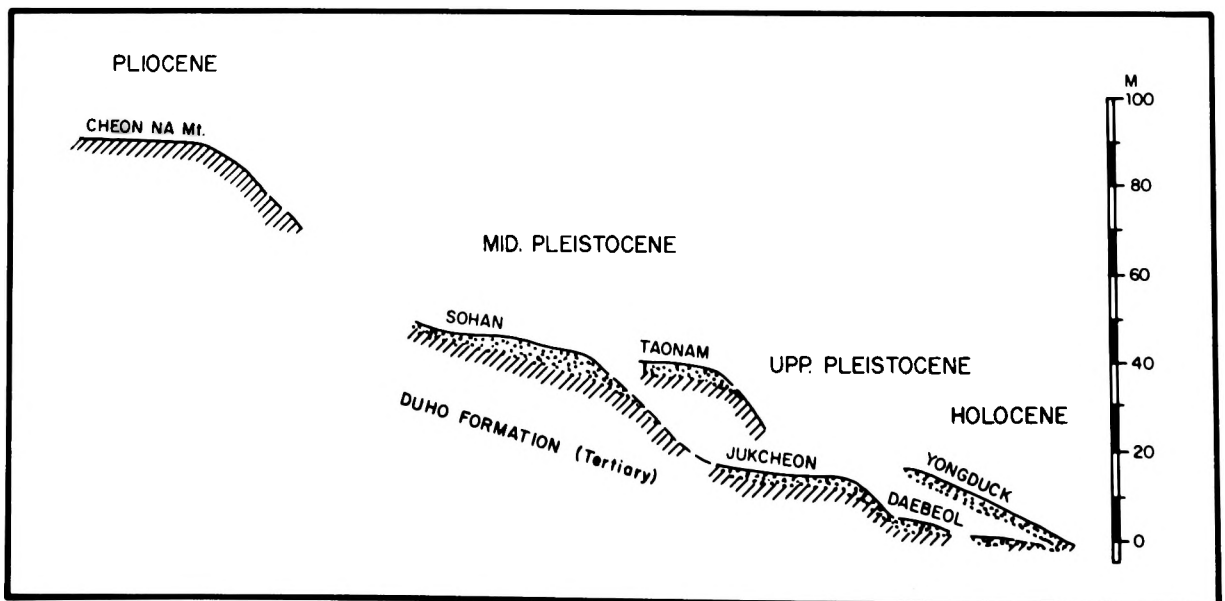 PLIOCENE
CHEON NA Mt.
MID. PLEISTOCENE
SOHAN
TAONAM
UPP. PLEISTOCENE
HOLOCENE
DUHO FORMATION (Tertiary)
JUKCHEON
YONGDUCK
DAEBEOL
M
100
80
60
40
20
0